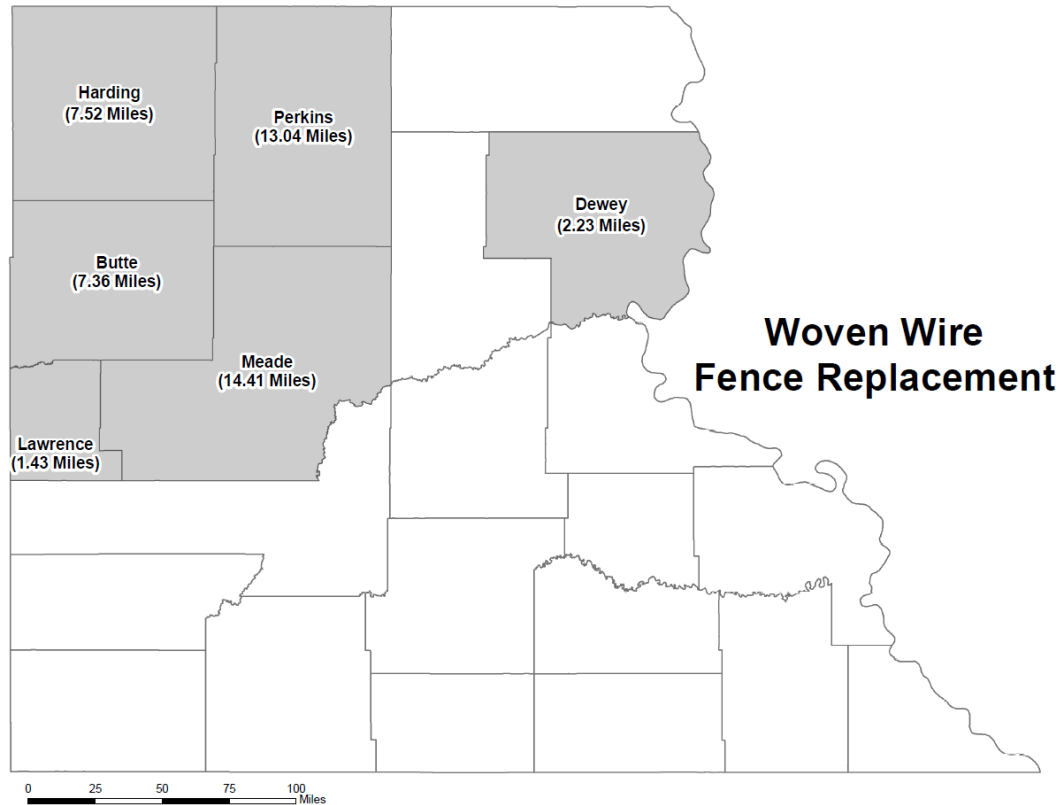 Harding
(7.52 Miles)
Perkins
(13.04 Miles)
Dewey
(2.23 Miles)
Butte
(7.36 Miles)
Woven Wire
Fence Replacement
Meade
(14.41 Miles)
Lawrence
(1.43 Miles)
0 25 50 75 100
Miles